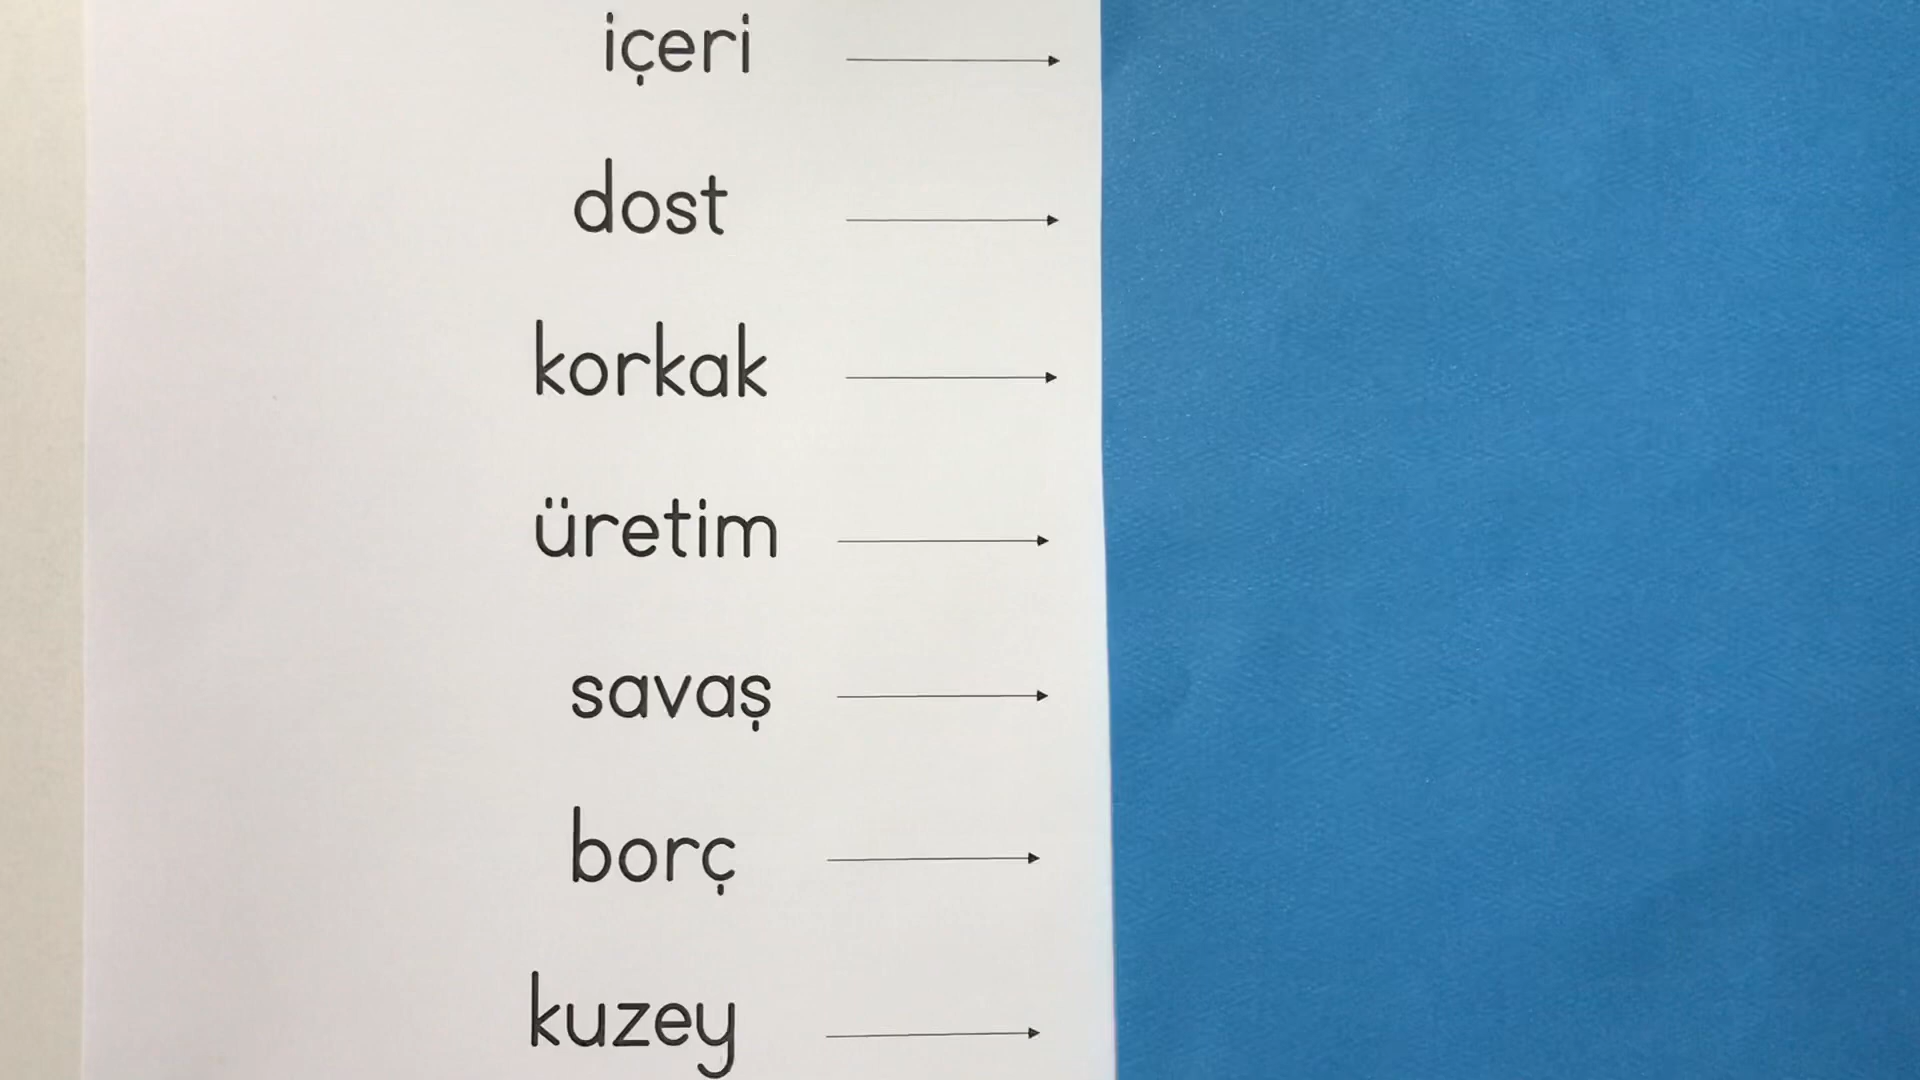 içeri
dost
korkak
üretim
savaş
borç
kuzey